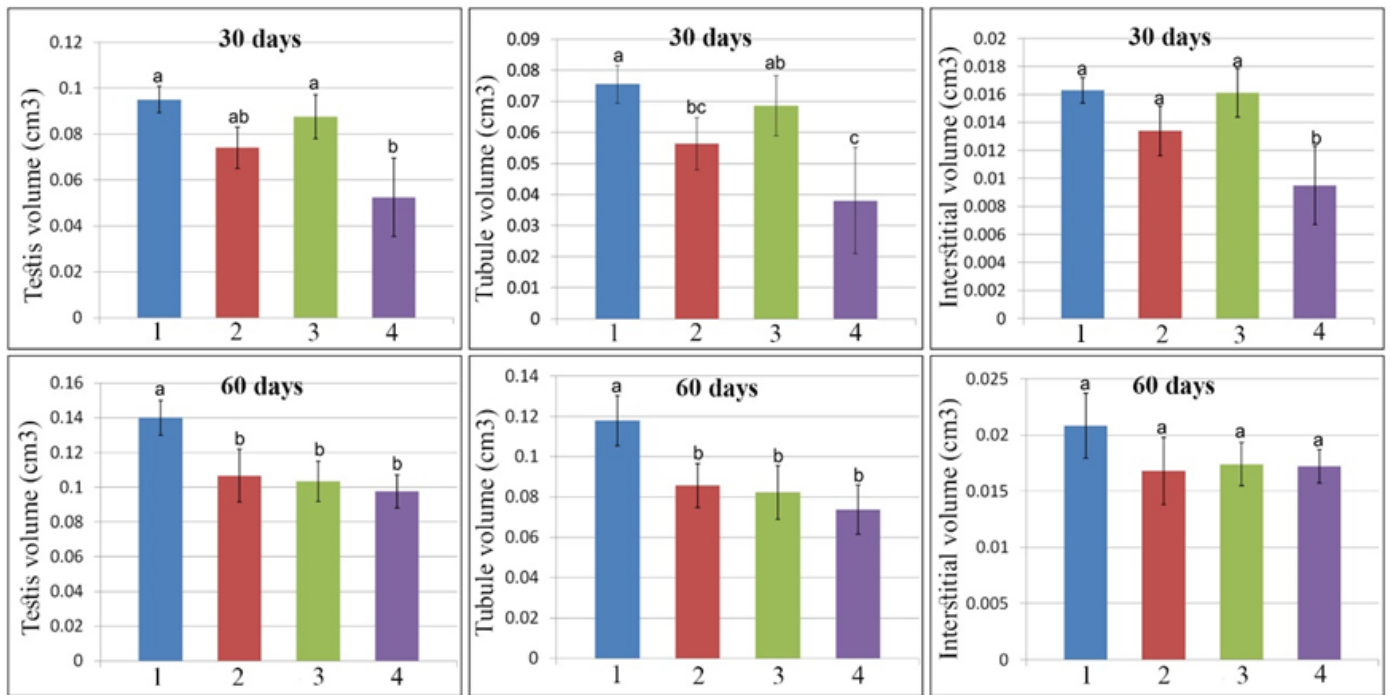 30 days
Testis volume (cm3)
0.12
0.1
0.08
0.06
0.04
0.02
0
a
ab
a
b
1 2 3 4
30 days
Tubule volume (cm3)
0.09
0.08
0.07
0.06
0.05
0.04
0.03
0.02
0.01
0
a
bc
ab
c
1 2 3 4
30 days
Interstitial volume (cm3)
0.02
0.018
0.016
0.014
0.012
0.01
0.008
0.006
0.004
0.002
0
a
a
a
b
1 2 3 4
60 days
Testis volume (cm3)
0.16
0.14
0.12
0.1
0.08
0.06
0.04
0.02
0
a
b
b
b
1 2 3 4
60 days
Tubule volume (cm3)
0.14
0.12
0.1
0.08
0.06
0.04
0.02
0
a
b
b
b
1 2 3 4
60 days
Interstitial volume (cm3)
0.025
0.02
0.015
0.01
0.005
0
a
a
a
a
1 2 3 4